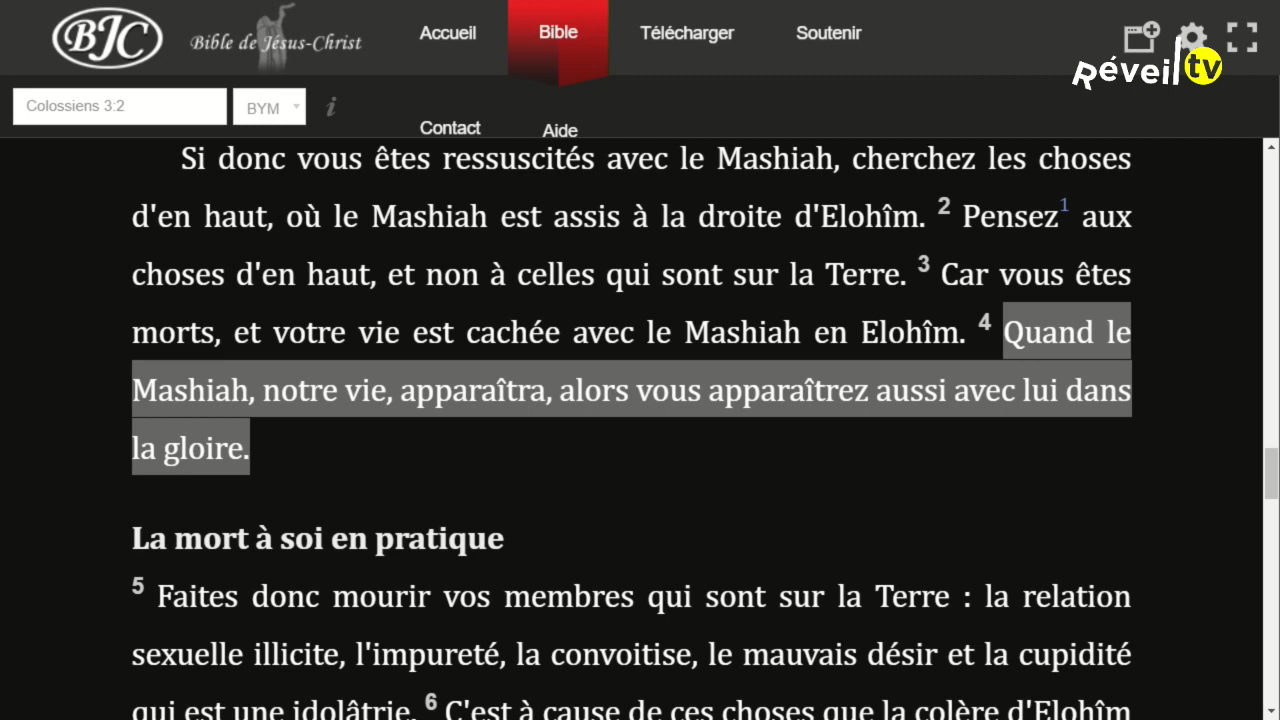 BJC Bible de Jésus-Christ Accueil Bible Télécharger Soutenir
Réveil tv
Colossiens 3:2 BYM i
Contact Aide
Si donc vous êtes ressuscités avec le Mashiah, cherchez les choses
d'en haut, où le Mashiah est assis à la droite d'Elohîm. 2 Pensez1 aux
choses d'en haut, et non à celles qui sont sur la Terre. 3 Car vous êtes
morts, et votre vie est cachée avec le Mashiah en Elohîm. 4 Quand le
Mashiah, notre vie, apparaîtra, alors vous apparaîtrez aussi avec lui dans
la gloire.
La mort à soi en pratique
5 Faites donc mourir vos membres qui sont sur la Terre : la relation
sexuelle illicite, l'impureté, la convoitise, le mauvais désir et la cupidité
qui est une idolâtrie. 6 C'est à cause de ces choses que la colère d'Elohîm